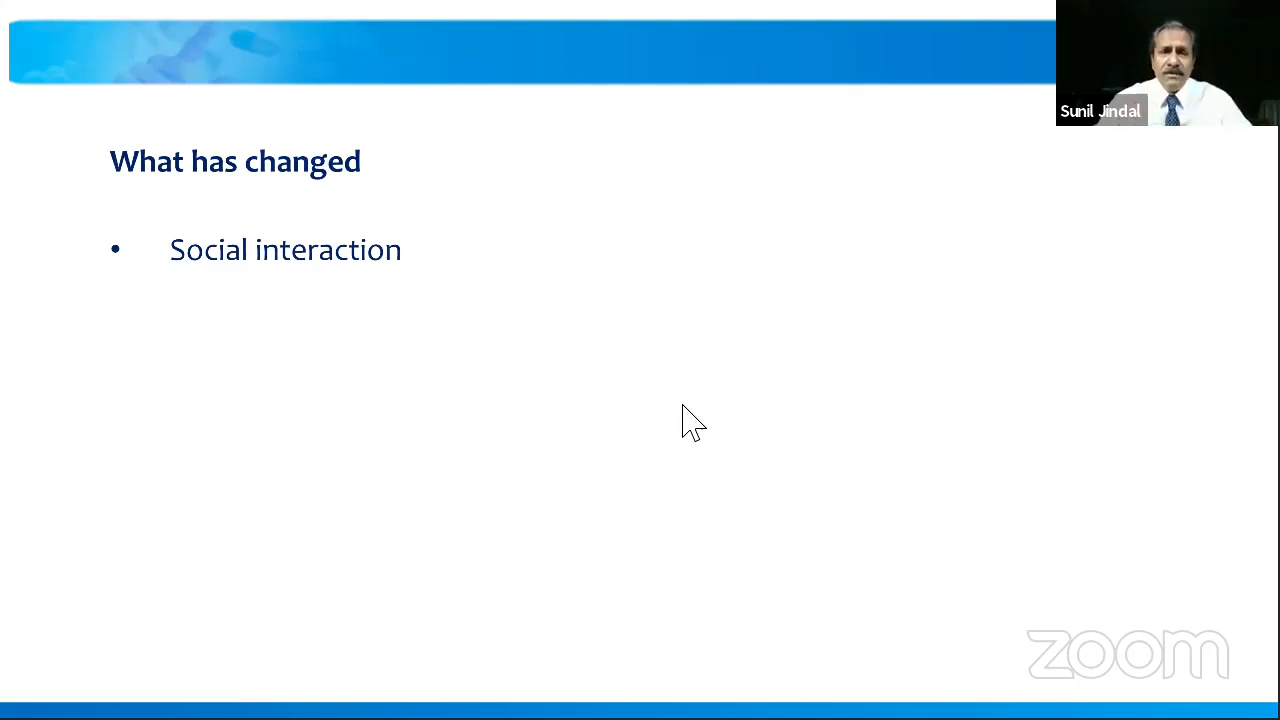 Sunil Jindal
What has changed
• Social interaction
zoom